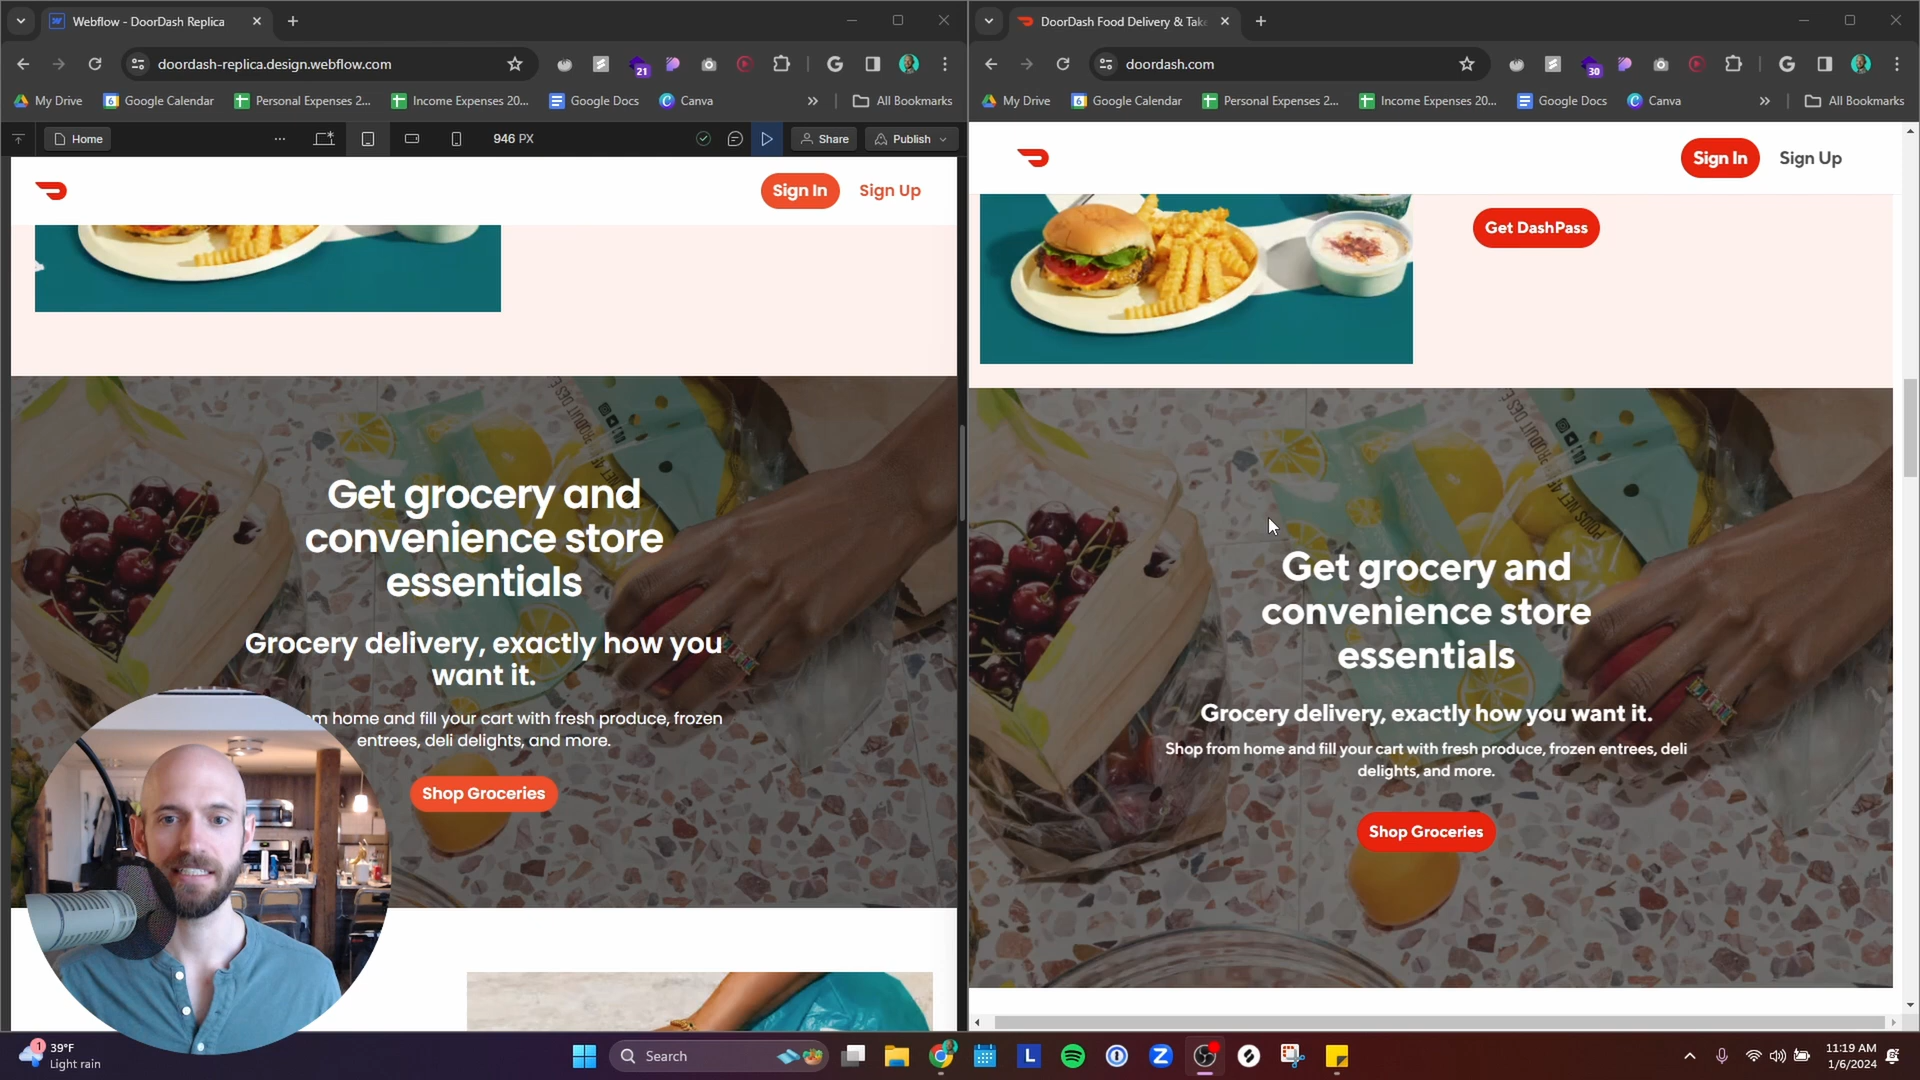 Webflow - DoorDash Replica
doordash-replica.design.webflow.com
21
My Drive
Google Calendar
Personal Expenses 2...
Income Expenses 20...
Google Docs
Canva
»
All Bookmarks
Home
946 PX
Share
Publish
Sign In
Sign Up
Get grocery and
convenience store
essentials
Grocery delivery, exactly how you
want it.
m home and fill your cart with fresh produce, frozen
entrees, deli delights, and more.
Shop Groceries
DoorDash Food Delivery & Take
doordash.com
30
My Drive
Google Calendar
Personal Expenses 2...
Income Expenses 20...
Google Docs
Canva
»
All Bookmarks
Sign In
Sign Up
Get DashPass
Get grocery and
convenience store
essentials
Grocery delivery, exactly how you want it.
Shop from home and fill your cart with fresh produce, frozen entrees, deli
delights, and more.
Shop Groceries
1
39°F
Light rain
Search
L
11:19 AM
1/6/2024